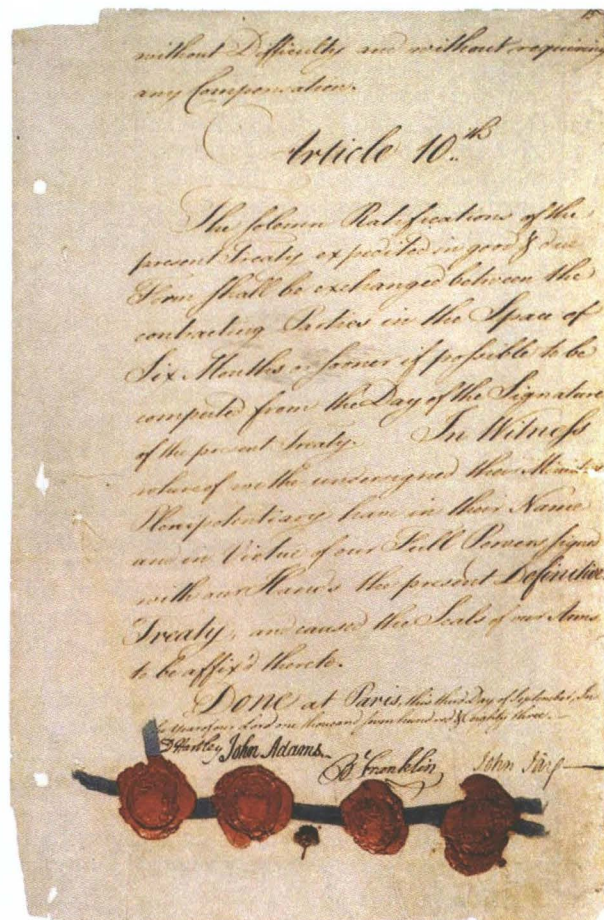 15
without Difficulty and without requiring
any Compensation.
Article 10.th
The solemn Ratifications of the
present Treaty expedited in good & due
Form shall be exchanged between the
contracting Parties in the Space of
Six Months or sooner if possible to be
computed from the Day of the Signature
of the present Treaty. In Witness
whereof we the undersigned their Ministers
Plenipotentiary have in their Name
and in Virtue of our Full Powers signed
with our Hands the present Definitive
Treaty, and caused the Seals of our Arms
to be affix'd thereto.
DONE at Paris, this third Day of September, In
the Year of our Lord one thousand seven hundred & eighty three.
D Hartley John Adams. B Franklin John Jay